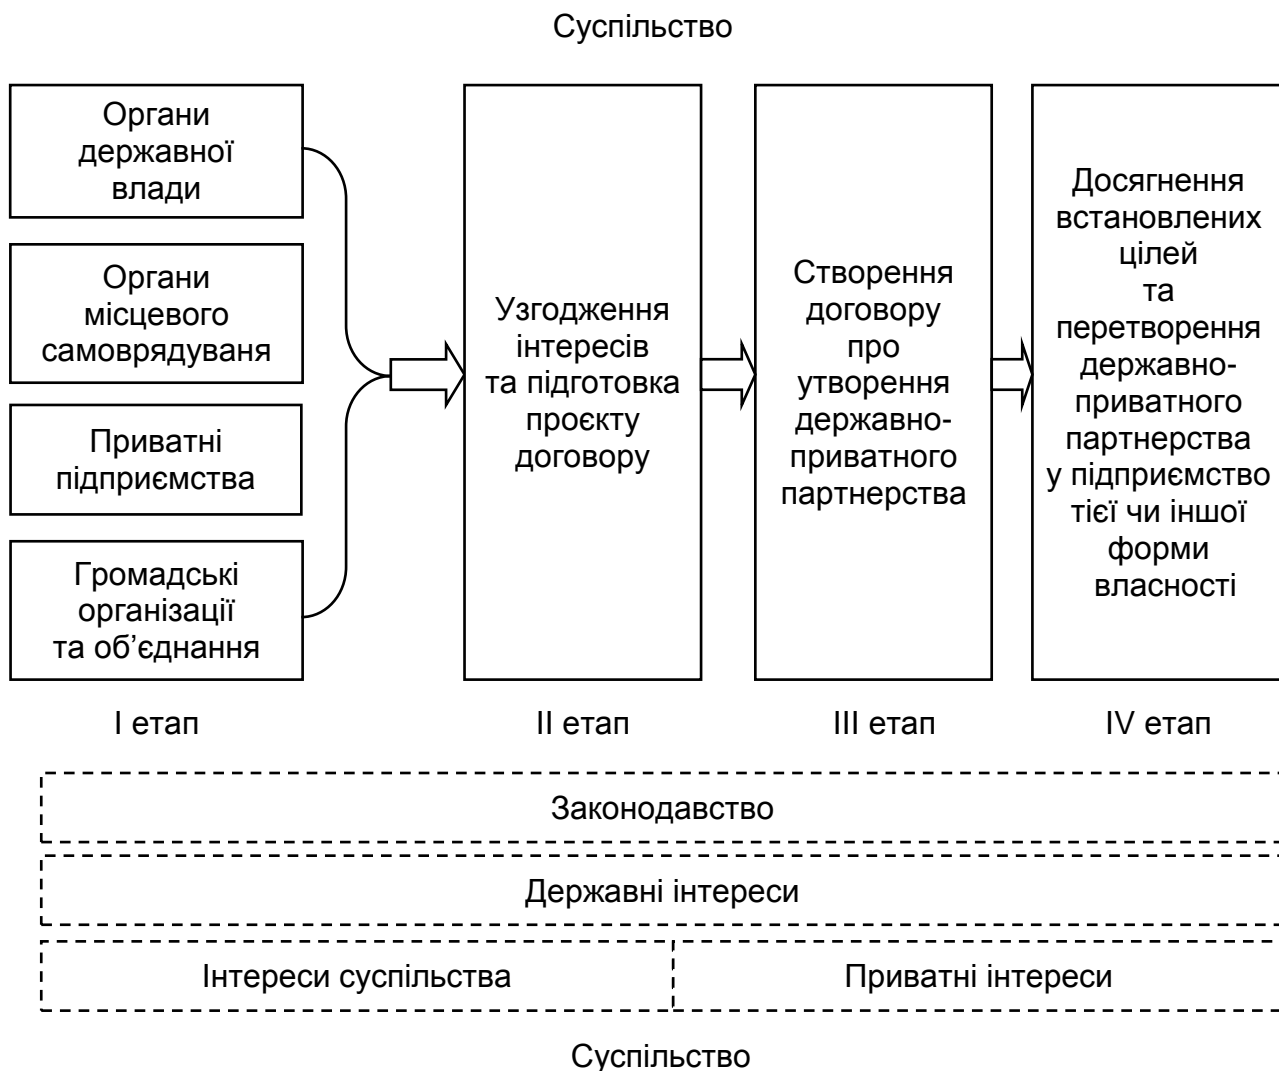 Суспільство
Органи
державної
влади
Органи
місцевого
самоврядуваня
Приватні
підприємства
Громадські
організації
та об’єднання
Узгодження
інтересів
та підготовка
проєкту
договору
Створення
договору
про
утворення
державно-
приватного
партнерства
Досягнення
встановлених
цілей
та
перетворення
державно-
приватного
партнерства
у підприємство
тієї чи іншої
форми
власності
I етап
II етап
III етап
IV етап
Законодавство
Державні інтереси
Інтереси суспільства
Приватні інтереси
Суспільство